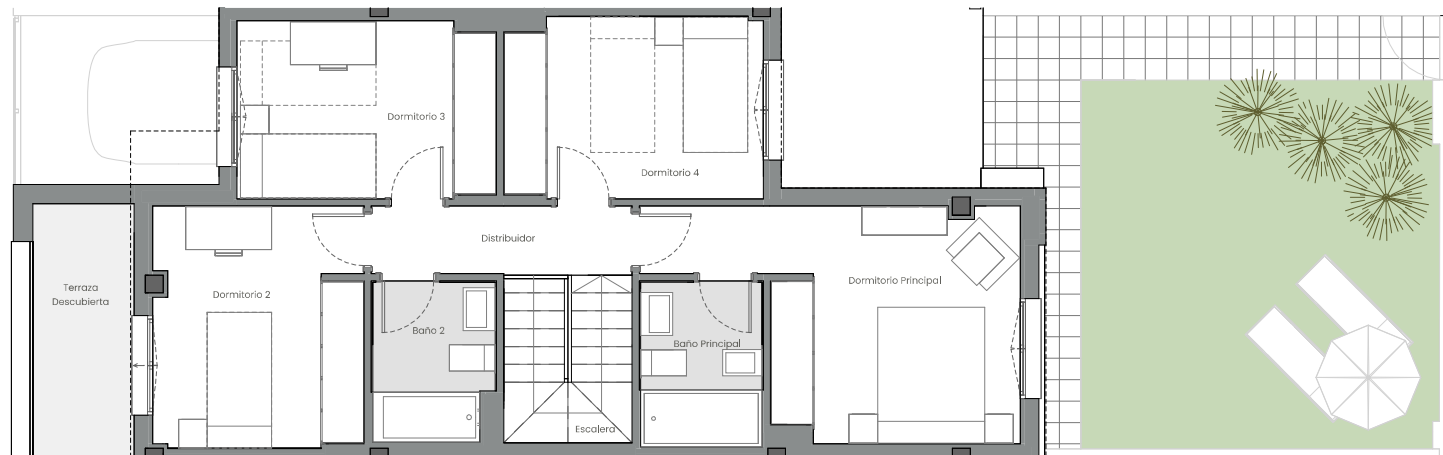 Dormitorio 3
Dormitorio 4
Distribuidor
Terraza
Descubierta
Dormitorio 2
Dormitorio Principal
Baño 2
Baño Principal
Escalera